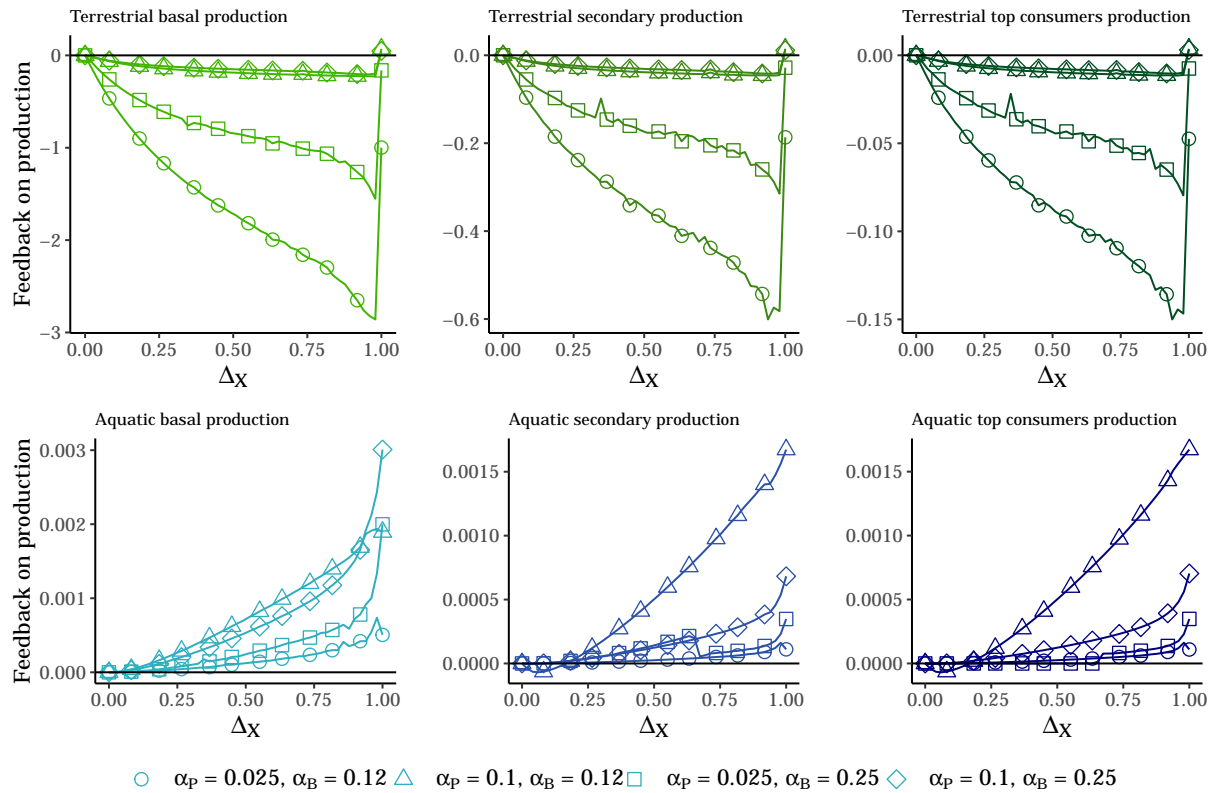 Terrestrial basal production
Terrestrial secondary production
Terrestrial top consumers production
Feedback on production
0
−1
−2
−3
0.00 0.25 0.50 0.75 1.00
ΔX
0.0
−0.2
−0.4
−0.6
0.00 0.25 0.50 0.75 1.00
ΔX
0.00
−0.05
−0.10
−0.15
0.00 0.25 0.50 0.75 1.00
ΔX
Aquatic basal production
Aquatic secondary production
Aquatic top consumers production
Feedback on production
0.003
0.002
0.001
0.000
0.00 0.25 0.50 0.75 1.00
ΔX
0.0015
0.0010
0.0005
0.0000
0.00 0.25 0.50 0.75 1.00
ΔX
0.0015
0.0010
0.0005
0.0000
0.00 0.25 0.50 0.75 1.00
ΔX
αP = 0.025, αB = 0.12 αP = 0.1, αB = 0.12 αP = 0.025, αB = 0.25 αP = 0.1, αB = 0.25